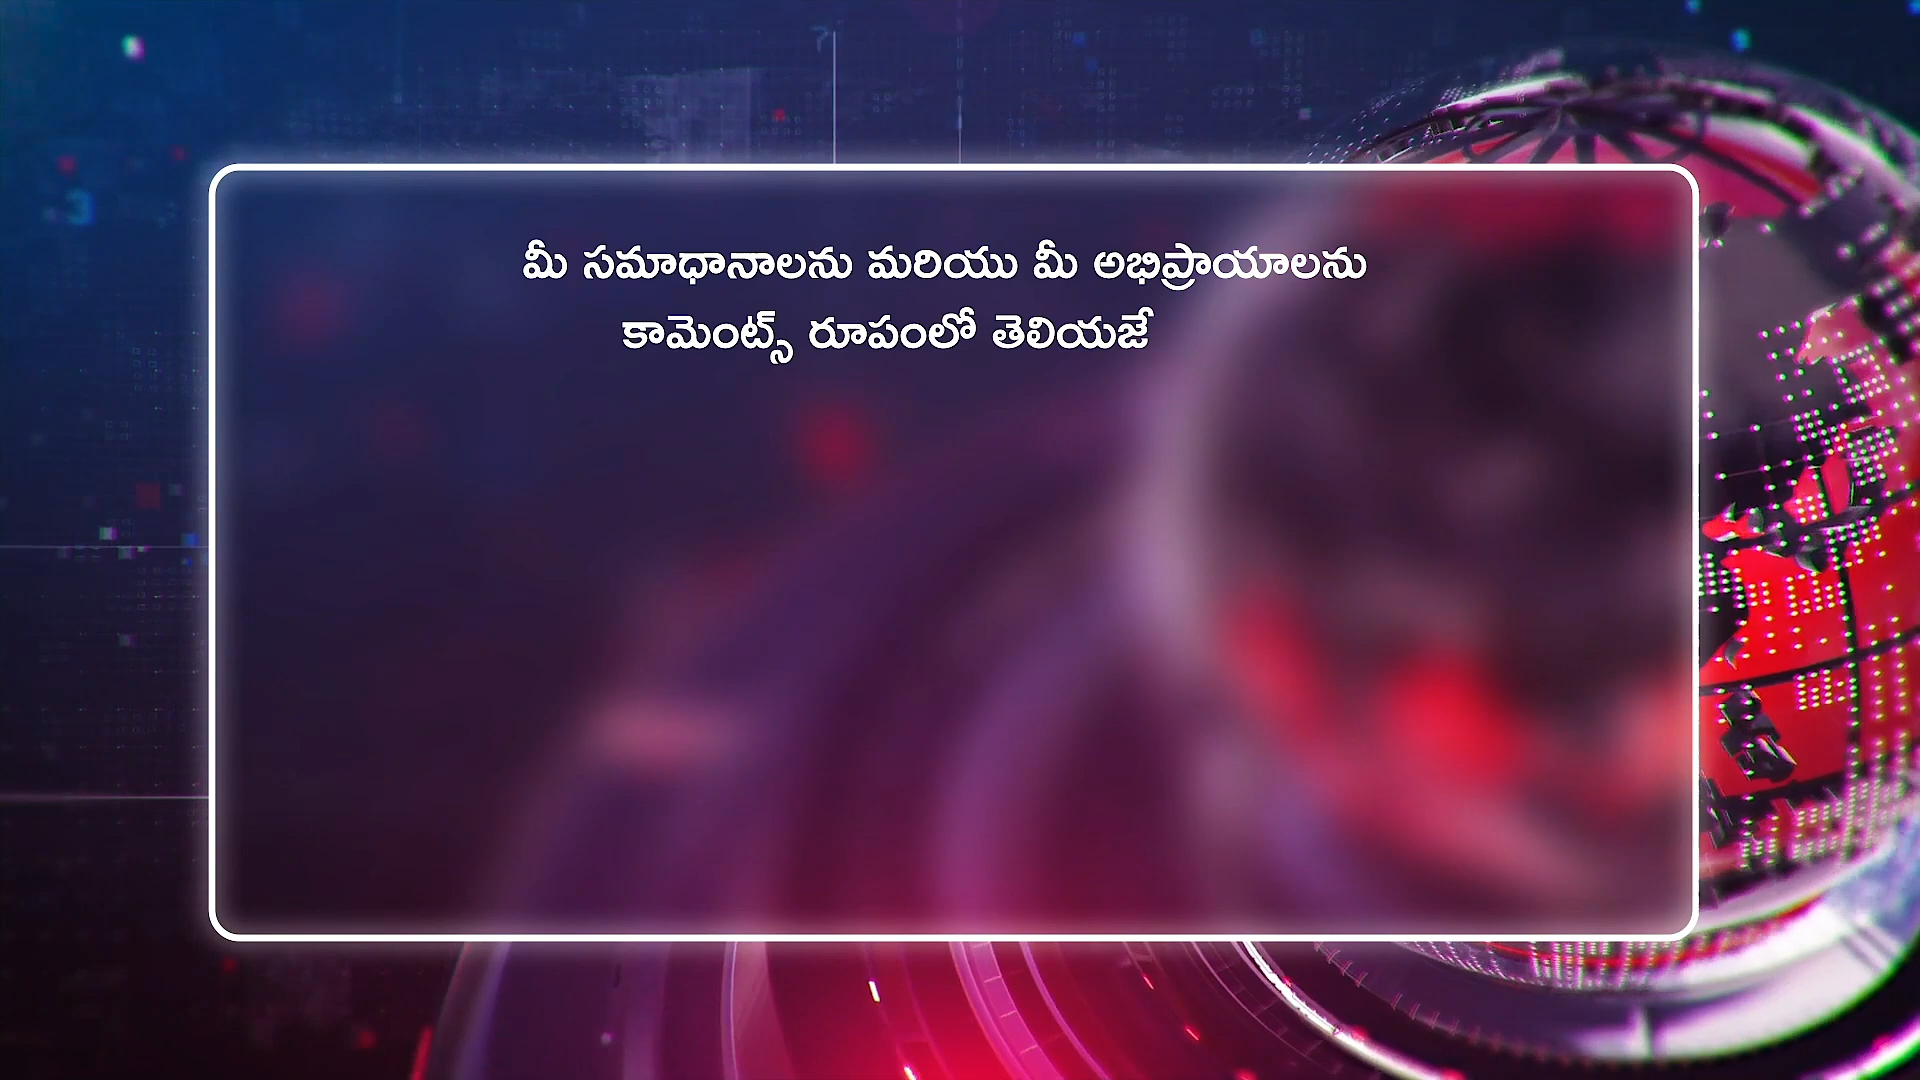 మీ సమాధానాలను మరియు మీ అభిప్రాయాలను
కామెంట్స్ రూపంలో తెలియజే